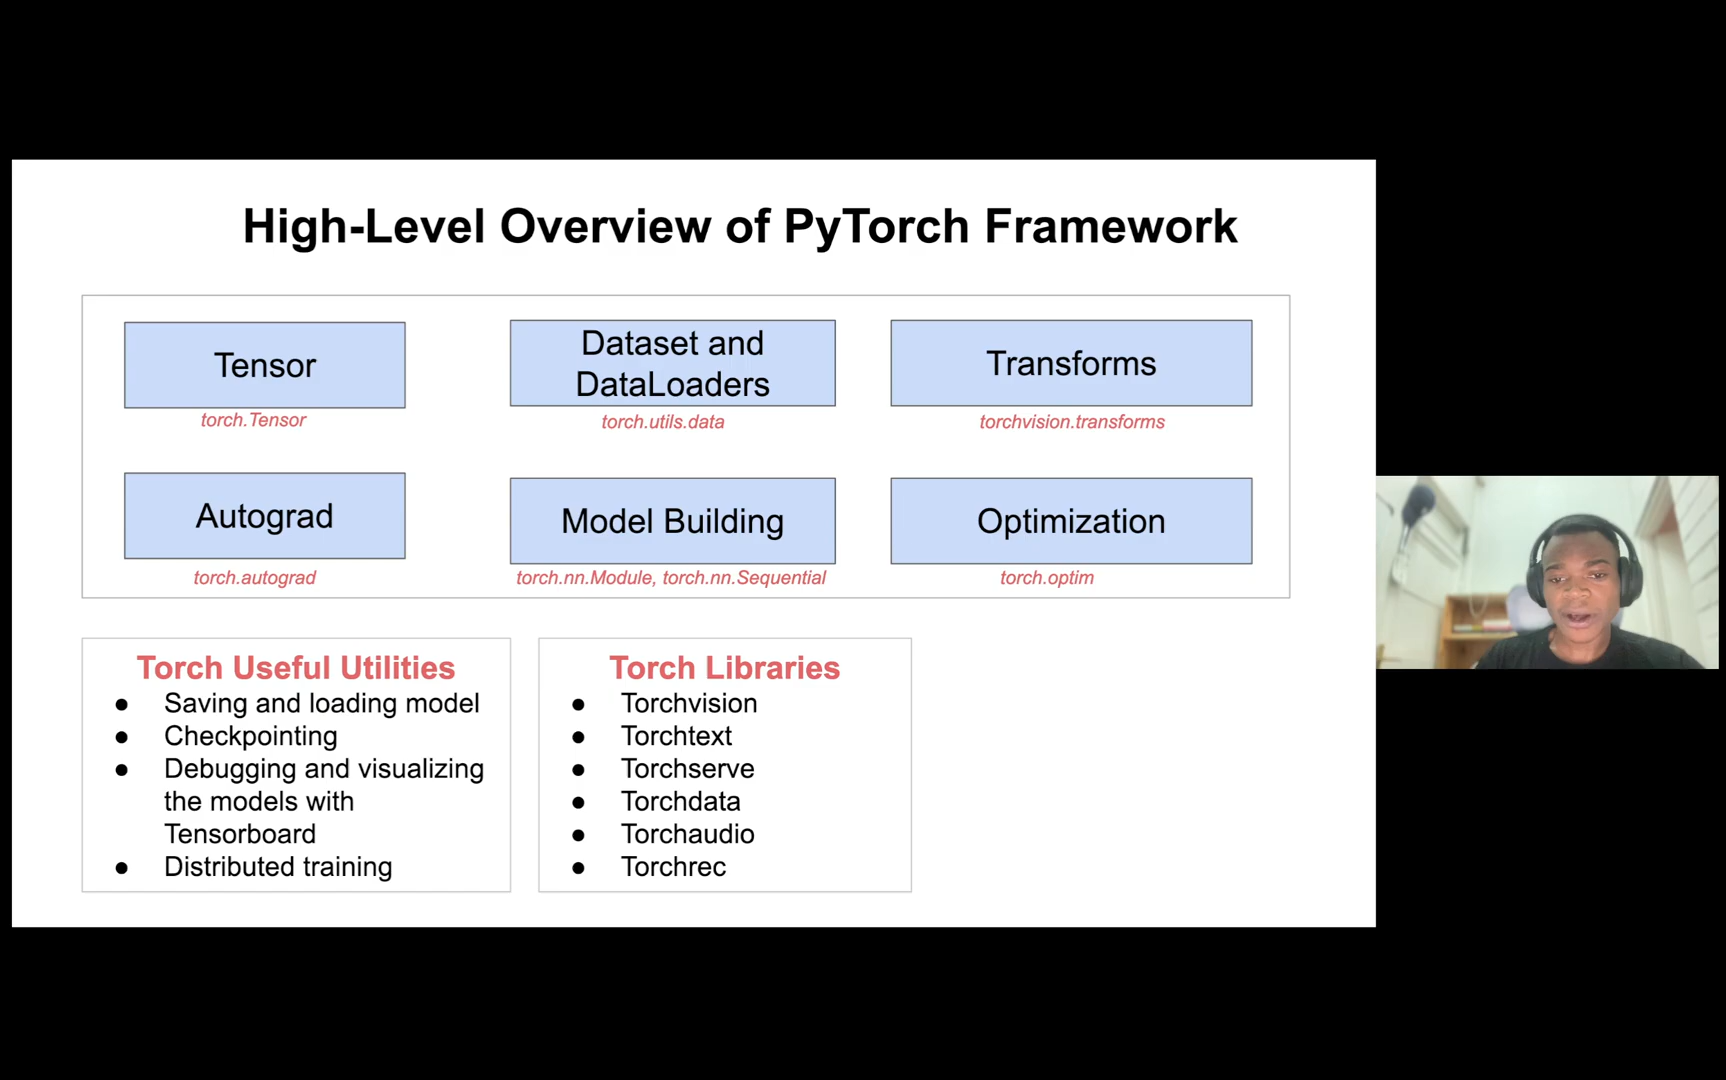 High-Level Overview of PyTorch Framework
Tensor
torch.Tensor
Dataset and
DataLoaders
torch.utils.data
Transforms
torchvision.transforms
Autograd
torch.autograd
Model Building
torch.nn.Module, torch.nn.Sequential
Optimization
torch.optim
Torch Useful Utilities
● Saving and loading model
● Checkpointing
● Debugging and visualizing
the models with
Tensorboard
● Distributed training
Torch Libraries
● Torchvision
● Torchtext
● Torchserve
● Torchdata
● Torchaudio
● Torchrec